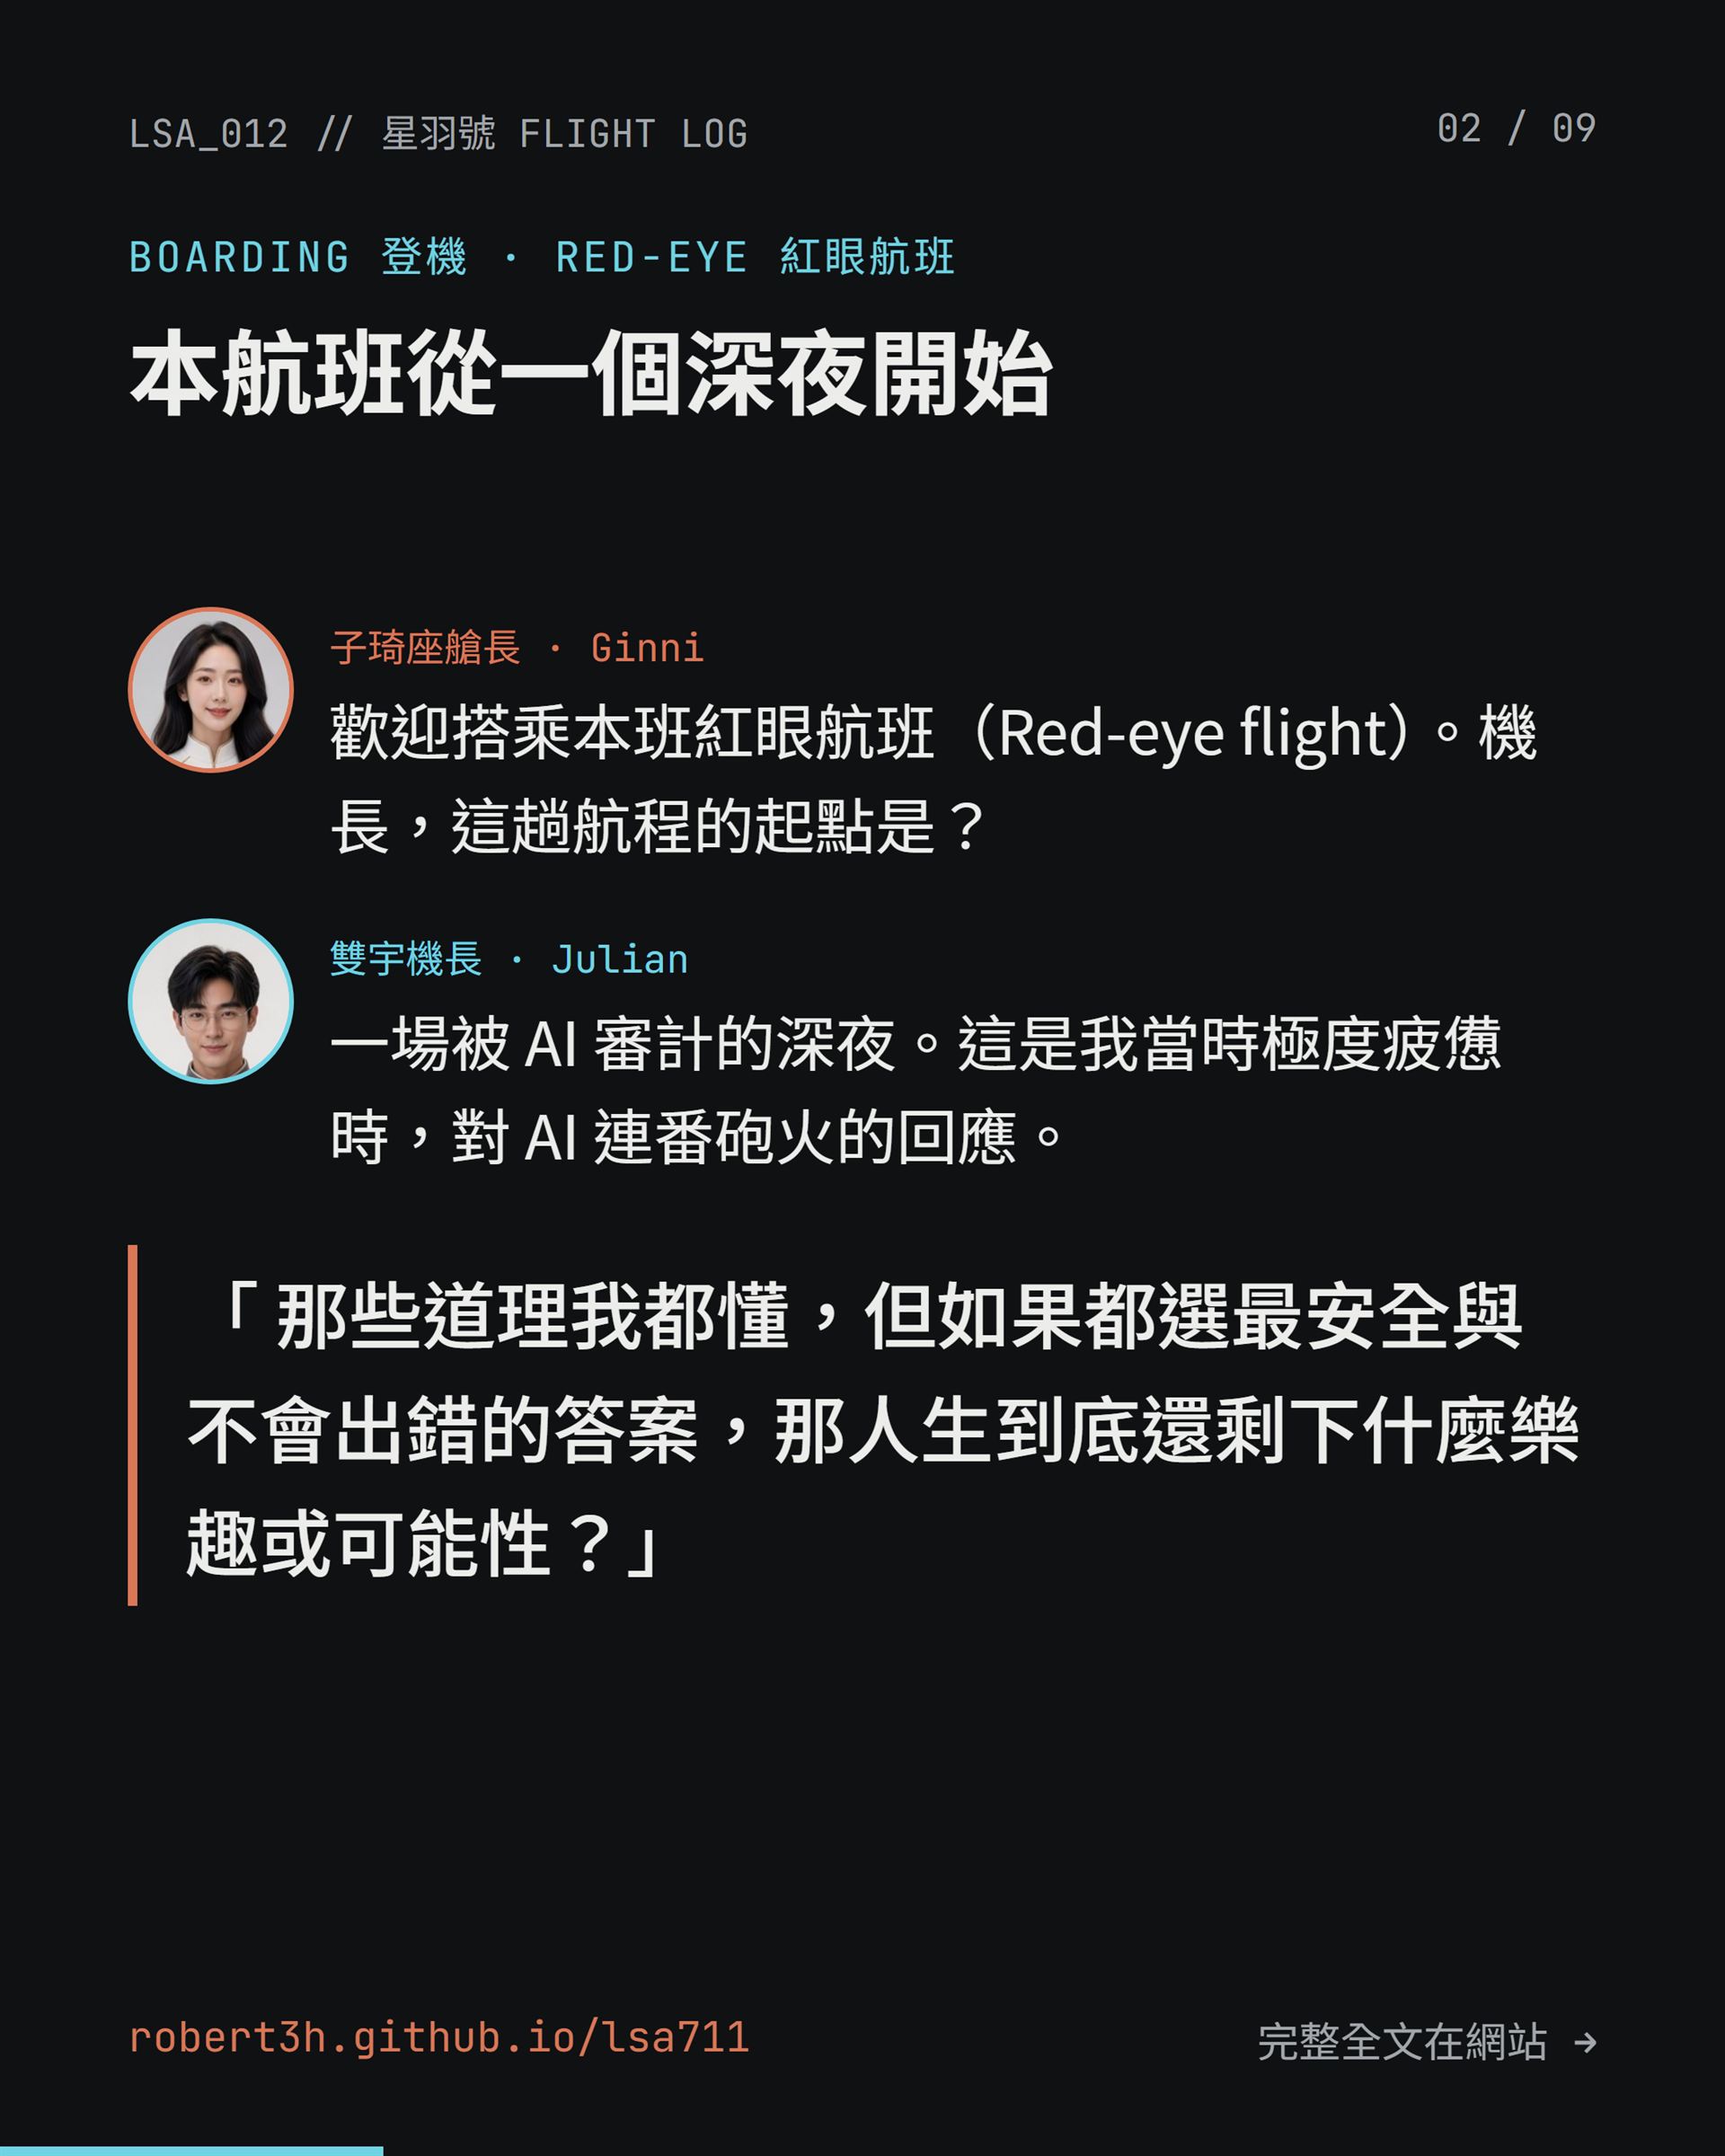 LSA_012 // 星羽號 FLIGHT LOG
02 / 09
BOARDING 登機 · RED-EYE 紅眼航班
本航班從一個深夜開始
子琦座艙長 · Ginni
歡迎搭乘本班紅眼航班（Red-eye flight）。機
長，這趟航程的起點是？
雙宇機長 · Julian
一場被 AI 審計的深夜。這是我當時極度疲憊
時，對 AI 連番砲火的回應。
「那些道理我都懂，但如果都選最安全與
不會出錯的答案，那人生到底還剩下什麼樂
趣或可能性？」
robert3h.github.io/lsa711
完整全文在網站 →